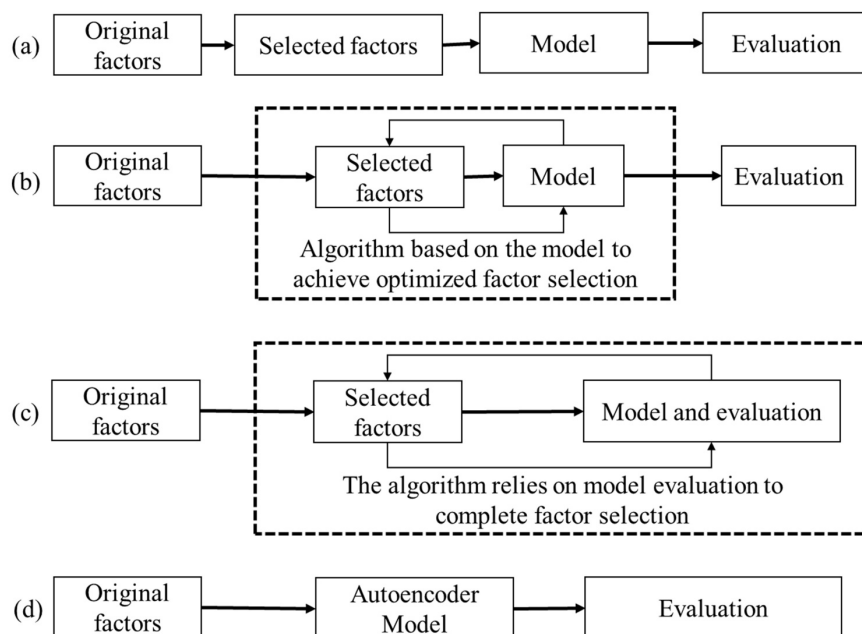 (a)
Original
factors
Selected factors
Model
Evaluation
(b)
Original
factors
Selected
factors
Model
Evaluation
Algorithm based on the model to
achieve optimized factor selection
(c)
Original
factors
Selected
factors
Model and evaluation
The algorithm relies on model evaluation to
complete factor selection
(d)
Original
factors
Autoencoder
Model
Evaluation